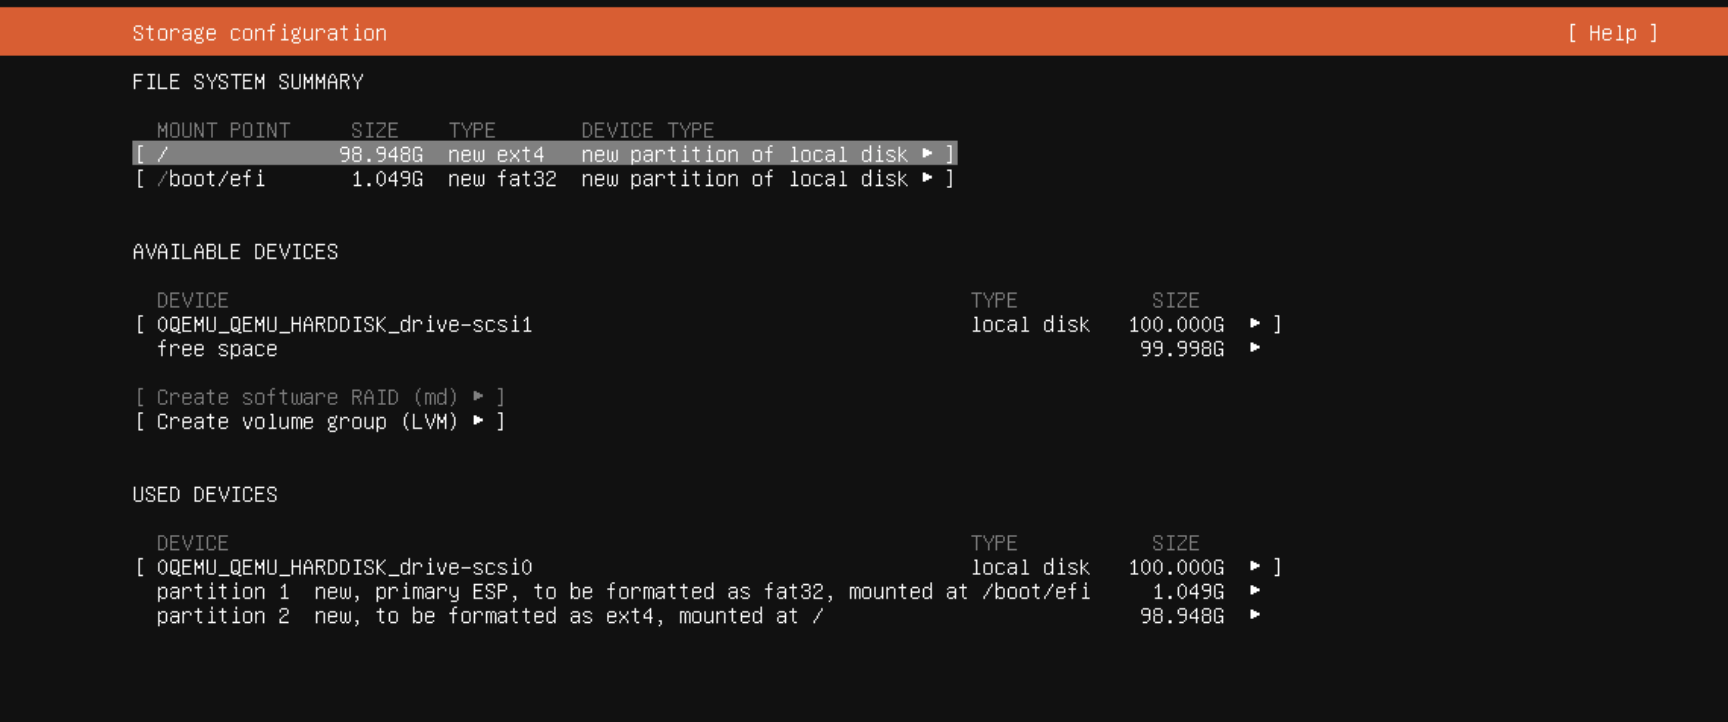 Storage configuration [ Help ]
FILE SYSTEM SUMMARY
MOUNT POINT SIZE TYPE DEVICE TYPE
[ / 98.948G new ext4 new partition of local disk ▸ ]
[ /boot/efi 1.049G new fat32 new partition of local disk ▸ ]
AVAILABLE DEVICES
DEVICE TYPE SIZE
[ OQEMU_QEMU_HARDDISK_drive-scsi1 local disk 100.000G ▸ ]
free space 99.998G ▸
[ Create software RAID (md) ▸ ]
[ Create volume group (LVM) ▸ ]
USED DEVICES
DEVICE TYPE SIZE
[ OQEMU_QEMU_HARDDISK_drive-scsi0 local disk 100.000G ▸ ]
partition 1 new, primary ESP, to be formatted as fat32, mounted at /boot/efi 1.049G ▸
partition 2 new, to be formatted as ext4, mounted at / 98.948G ▸